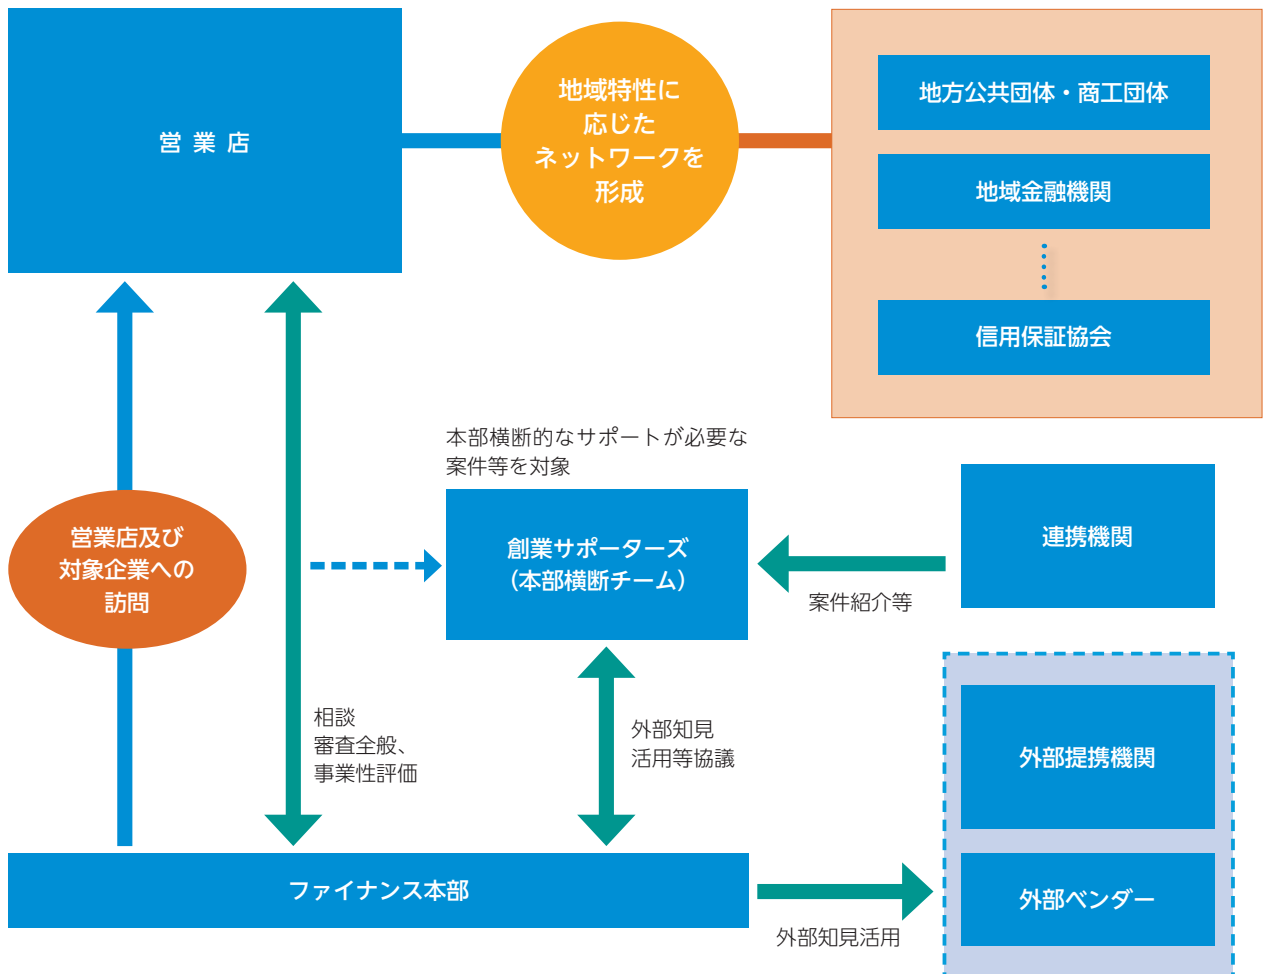 営業店
地域特性に
応じた
ネットワークを
形成
地方公共団体・商工団体
地域金融機関
信用保証協会
本部横断的なサポートが必要な
案件等を対象
創業サポーターズ
（本部横断チーム）
連携機関
案件紹介等
営業店及び
対象企業への
訪問
相談
審査全般、
事業性評価
外部知見
活用等協議
外部提携機関
外部ベンダー
ファイナンス本部
外部知見活用